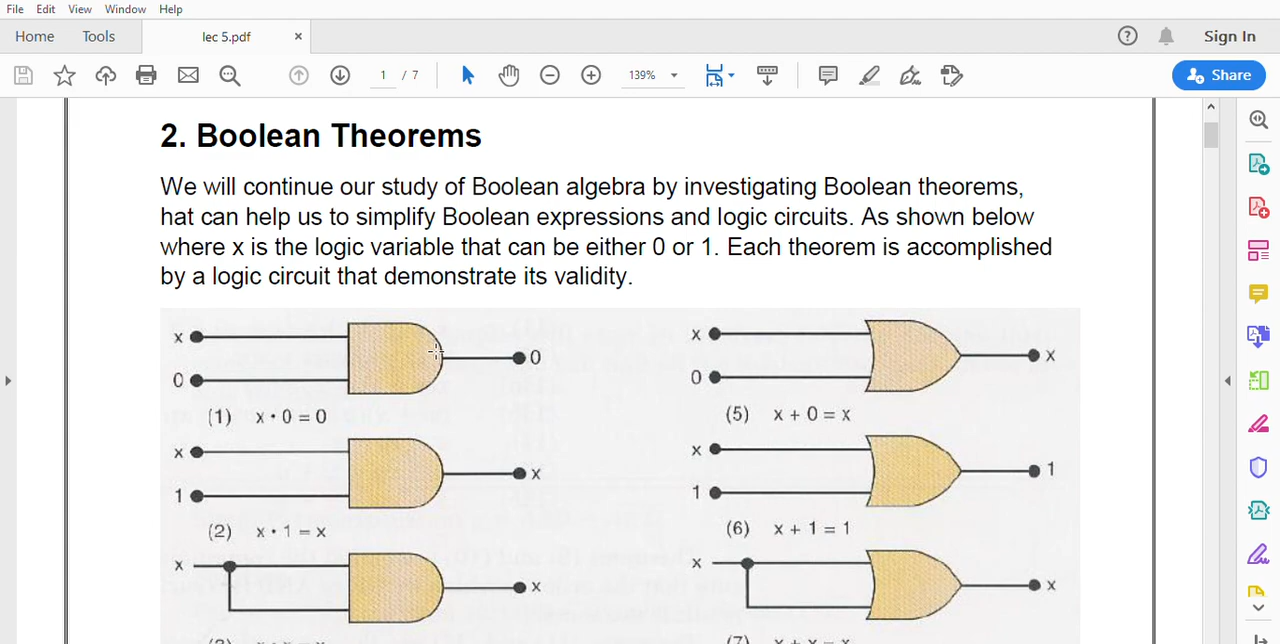 File Edit View Window Help
Home Tools lec 5.pdf × Sign In
1 / 7 139% Share
2. Boolean Theorems
We will continue our study of Boolean algebra by investigating Boolean theorems,
hat can help us to simplify Boolean expressions and logic circuits. As shown below
where x is the logic variable that can be either 0 or 1. Each theorem is accomplished
by a logic circuit that demonstrate its validity.
x 0 0
(1) x • 0 = 0
x 1 x
(2) x • 1 = x
x x
x 0 x
(5) x + 0 = x
x 1 1
(6) x + 1 = 1
x x
(7) x + x = x